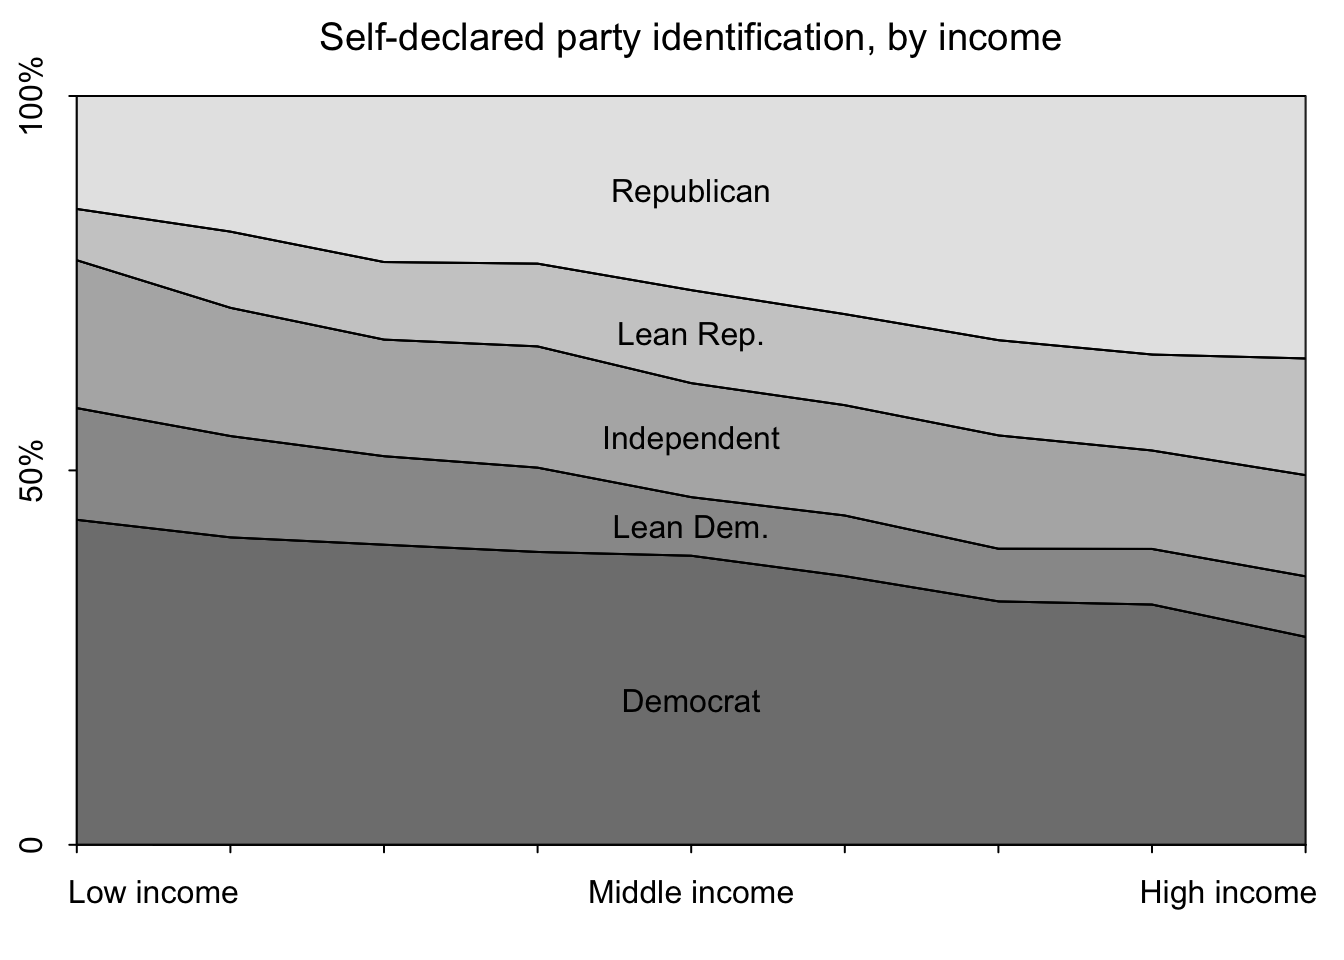 Self-declared party identification, by income
100%
Republican
Lean Rep.
Independent
50%
Lean Dem.
Democrat
0
Low income
Middle income
High income